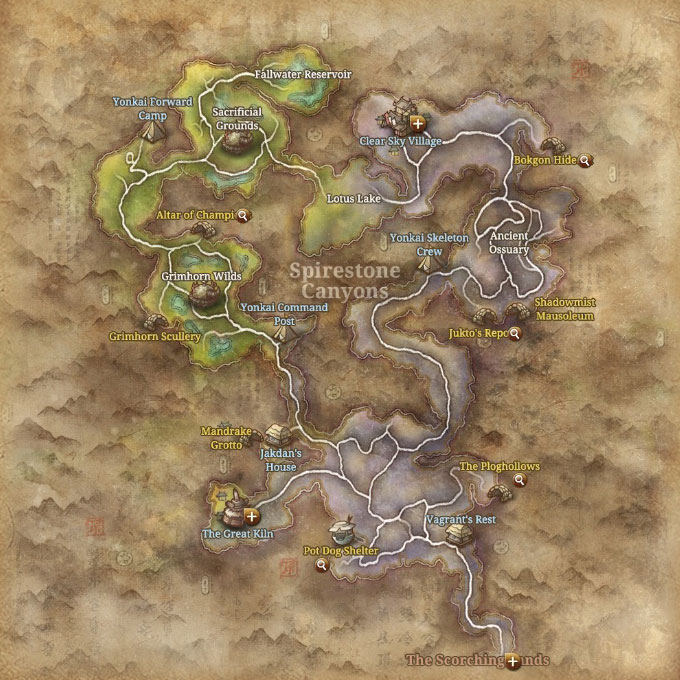 Fallwater Reservoir
Yonkai Forward
Camp
Sacrificial
Grounds
Clear Sky Village
Bokgon Hide
Lotus Lake
Altar of Champi
Yonkai Skeleton
Crew
Ancient
Ossuary
Spirestone
Canyons
Grimhorn Wilds
Yonkai Command
Post
Shadowmist
Mausoleum
Grimhorn Scullery
Jukto's Repo
Mandrake
Grotto
Jakdan's
House
The Ploghollows
The Great Kiln
Vagrant's Rest
Pot Dog Shelter
The Scorching nds